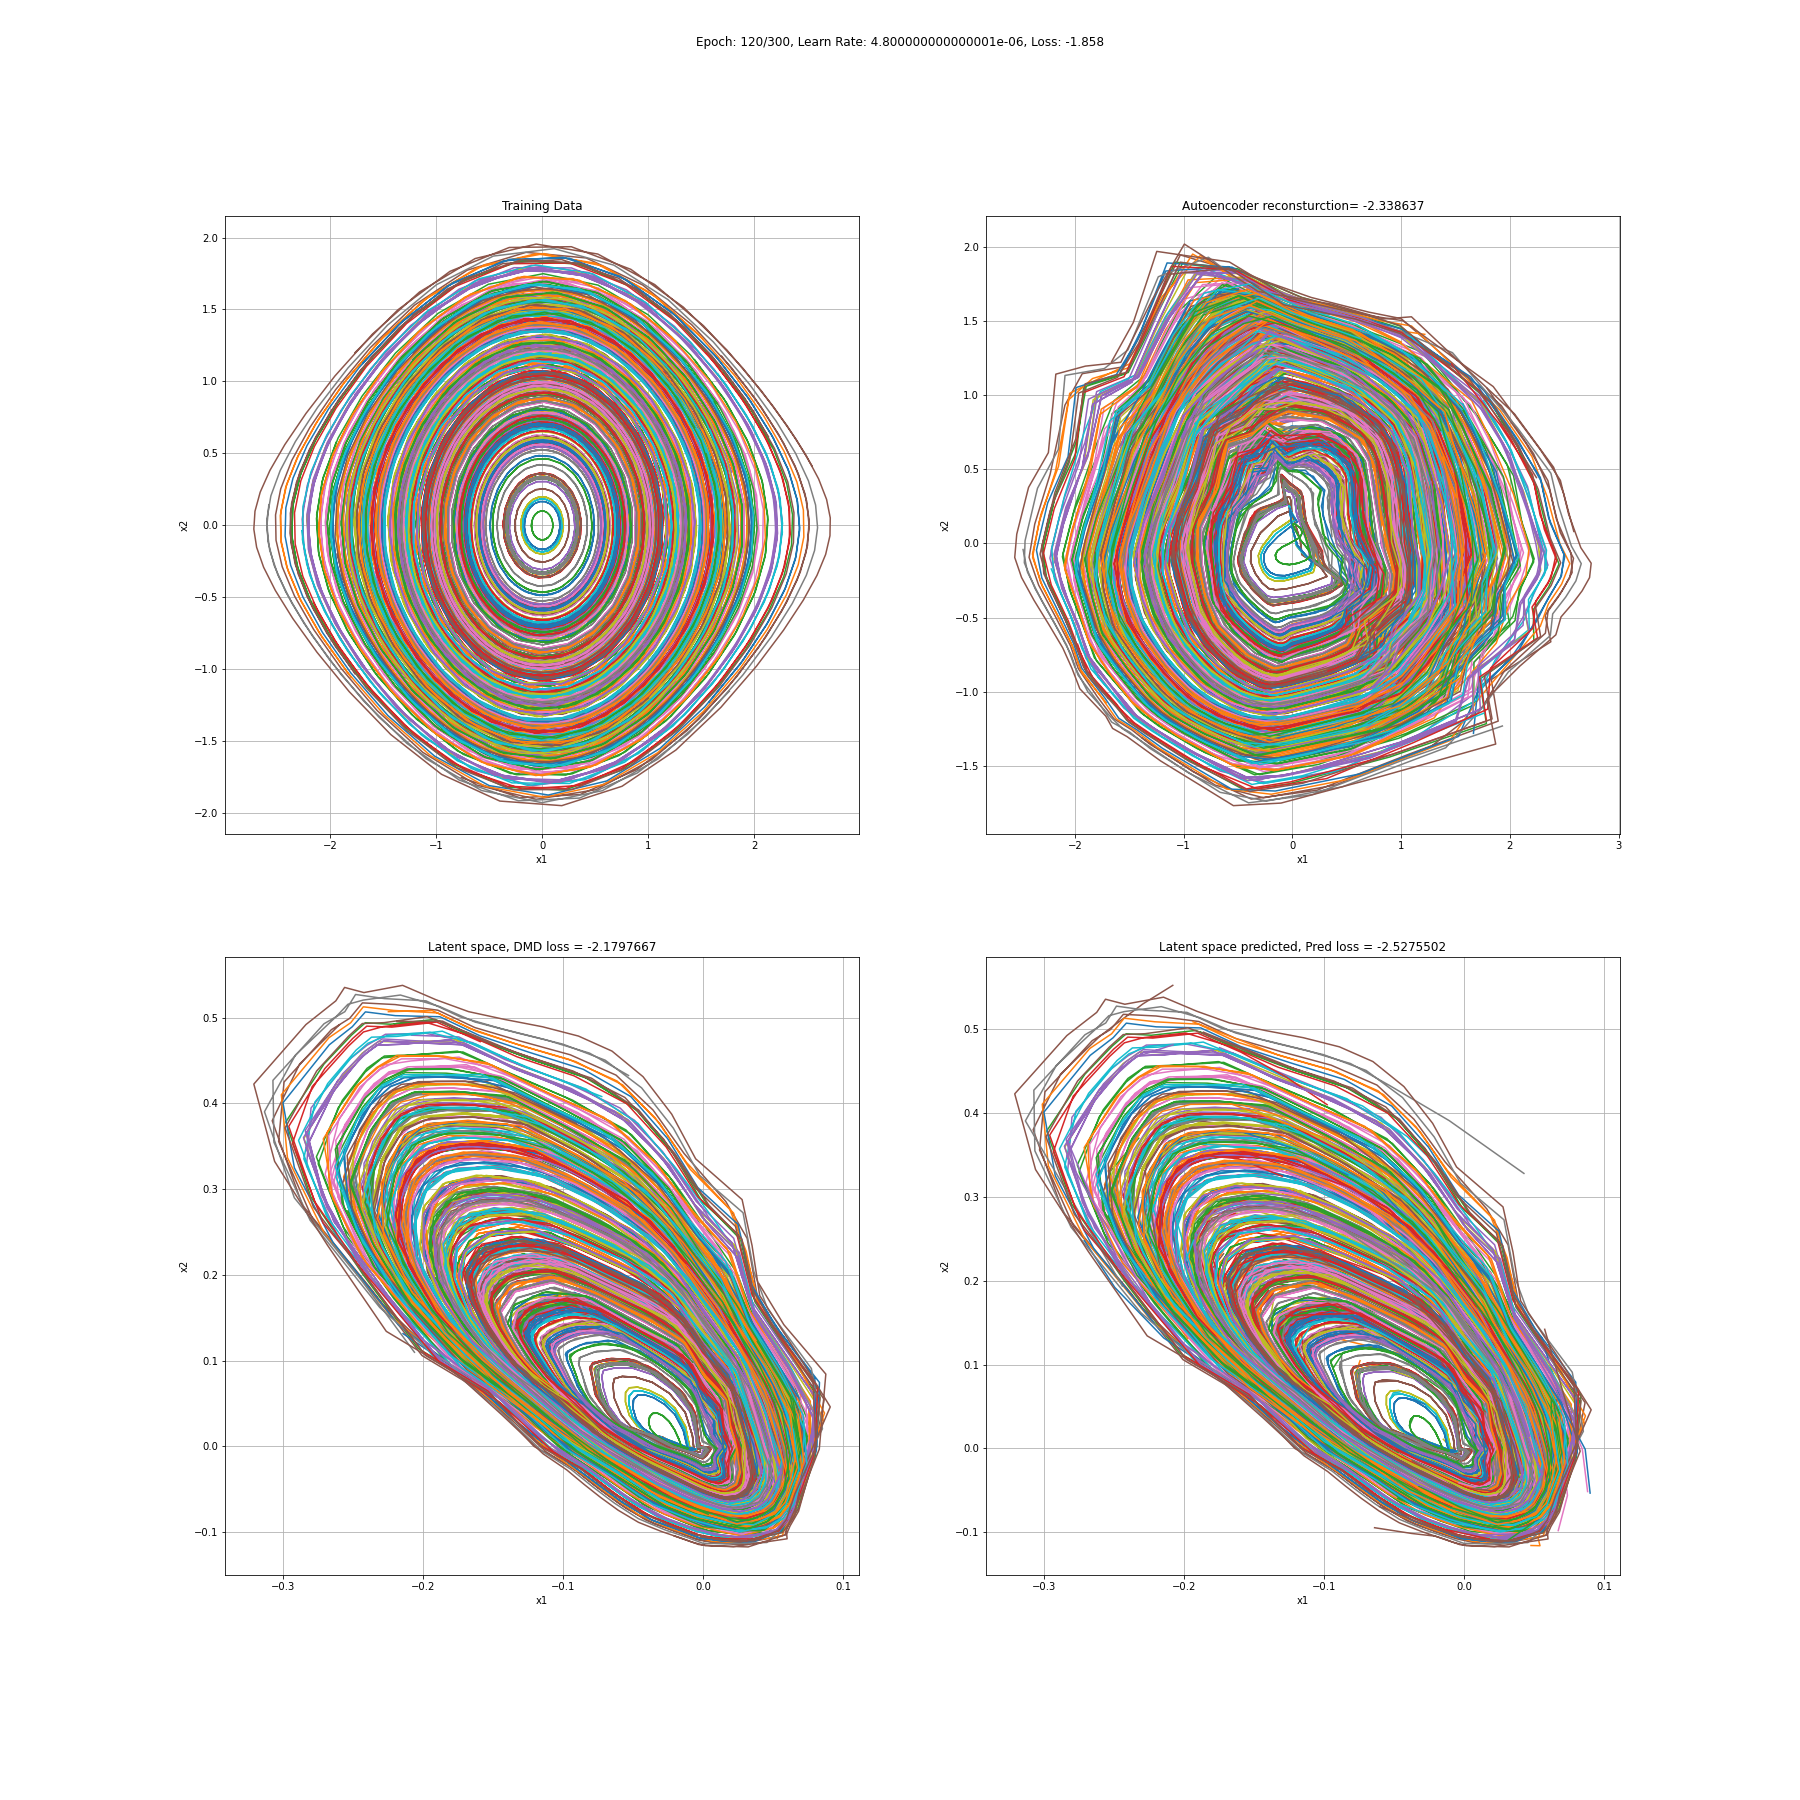 Epoch: 120/300, Learn Rate: 4.800000000000001e-06, Loss: -1.858
Training Data
2.0
1.5
1.0
0.5
0.0
−0.5
−1.0
−1.5
−2.0
x2
−2 −1 0 1 2
x1
Autoencoder reconsturction= -2.338637
2.0
1.5
1.0
0.5
0.0
−0.5
−1.0
−1.5
x2
−2 −1 0 1 2 3
x1
Latent space, DMD loss = -2.1797667
0.5
0.4
0.3
0.2
0.1
0.0
−0.1
x2
−0.3 −0.2 −0.1 0.0 0.1
x1
Latent space predicted, Pred loss = -2.5275502
0.5
0.4
0.3
0.2
0.1
0.0
−0.1
x2
−0.3 −0.2 −0.1 0.0 0.1
x1